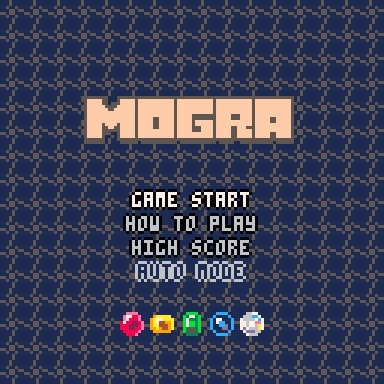 MOGRA
GAME START
HOW TO PLAY
HIGH SCORE
AUTO MODE